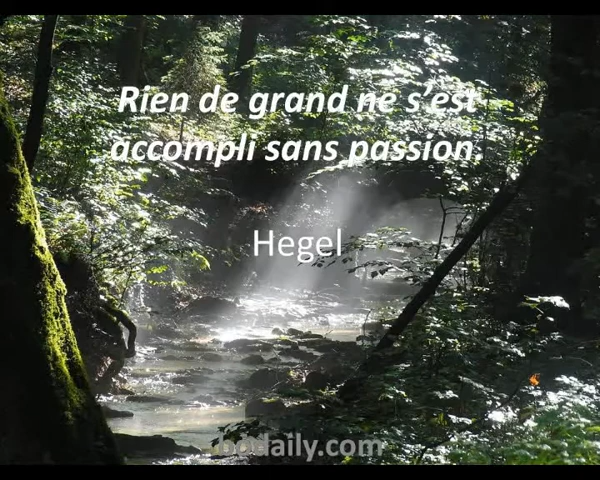 Rien de grand ne s’est
accompli sans passion.
Hegel